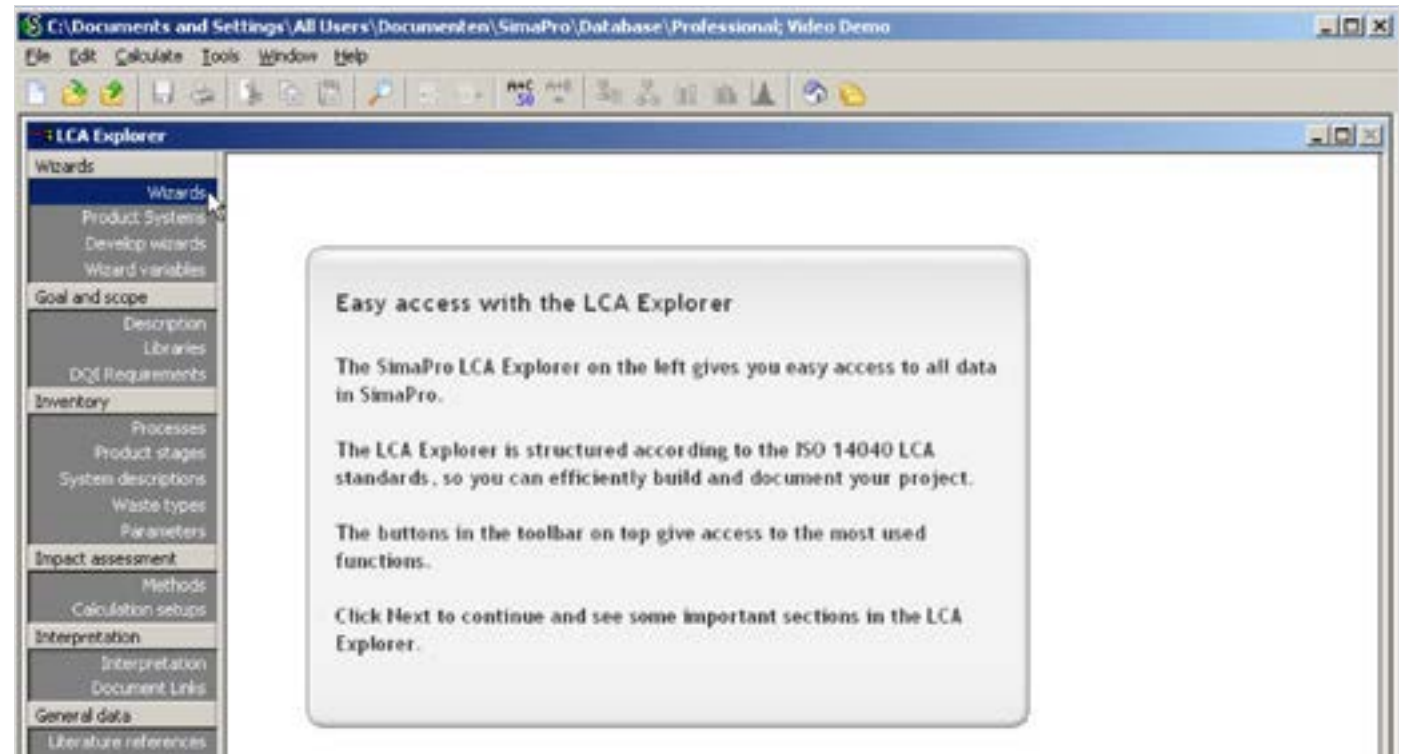 C:\Documents and Settings\All Users\Documenten\SimaPro\Database\Professional; Video Demo
File Edit Calculate Tools Window Help
LCA Explorer
Wizards
Wizards
Product Systems
Develop wizards
Wizard variables
Goal and scope
Description
Libraries
DQI Requirements
Inventory
Processes
Product stages
System descriptions
Waste types
Parameters
Impact assessment
Methods
Calculation setups
Interpretation
Interpretation
Document Links
General data
Literature references
Easy access with the LCA Explorer
The SimaPro LCA Explorer on the left gives you easy access to all data
in SimaPro.
The LCA Explorer is structured according to the ISO 14040 LCA
standards, so you can efficiently build and document your project.
The buttons in the toolbar on top give access to the most used
functions.
Click Next to continue and see some important sections in the LCA
Explorer.